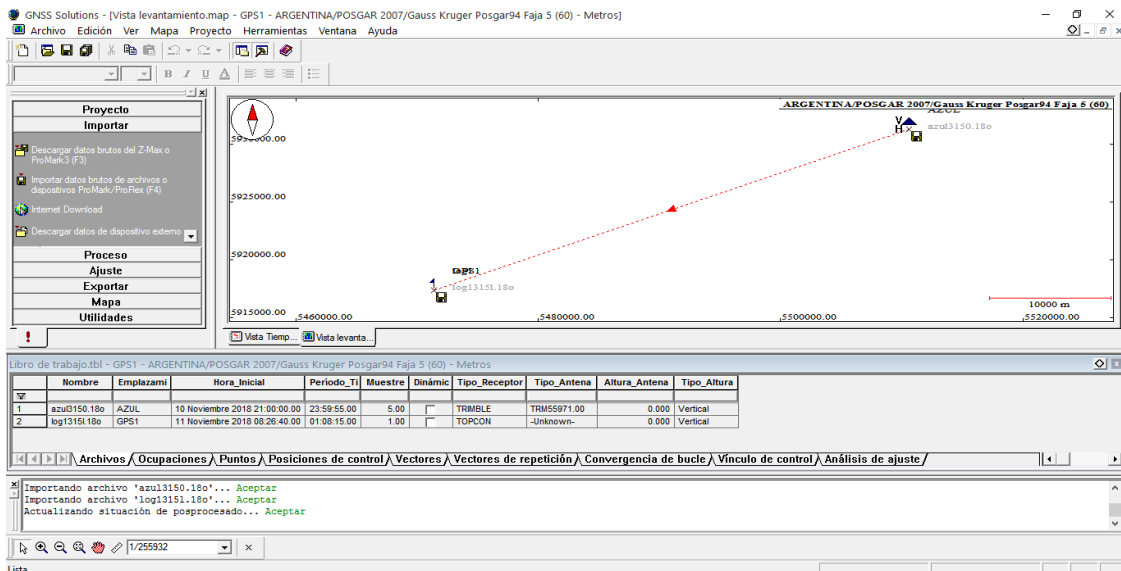 GNSS Solutions - [Vista levantamiento.map - GPS1 - ARGENTINA/POSGAR 2007/Gauss Kruger Posgar94 Faja 5 (60) - Metros]
Archivo Edición Ver Mapa Proyecto Herramientas Ventana Ayuda
B I U A
Proyecto
Importar
Descargar datos brutos del Z-Max o
ProMark3 (F3)
Importar datos brutos de archivos o
dispositivos ProMark/ProFlex (F4)
Internet Download
Descargar datos de dispositivo externo
Proceso
Ajuste
Exportar
Mapa
Utilidades
ARGENTINA/POSGAR 2007/Gauss Kruger Posgar94 Faja 5 (60)
AZUL
V
H
azul3150.18o
5930000.00
5925000.00
5920000.00
GPS1
log1315l.18o
10000 m
5915000.00
5460000.00
5480000.00
5500000.00
5520000.00
Vista Tiemp...
Vista levanta...
Libro de trabajo.tbl - GPS1 - ARGENTINA/POSGAR 2007/Gauss Kruger Posgar94 Faja 5 (60) - Metros
Nombre Emplazami Hora_Inicial Período_Ti Muestre Dinámic Tipo_Receptor Tipo_Antena Altura_Antena Tipo_Altura
1 azul3150.18o AZUL 10 Noviembre 2018 21:00:00.00 23:59:55.00 5.00 TRIMBLE TRM55971.00 0.000 Vertical
2 log1315l.18o GPS1 11 Noviembre 2018 08:26:40.00 01:08:15.00 1.00 TOPCON -Unknown- 0.000 Vertical
Archivos Ocupaciones Puntos Posiciones de control Vectores Vectores de repetición Convergencia de bucle Vínculo de control Análisis de ajuste
Importando archivo 'azul3150.18o'... Aceptar
Importando archivo 'log1315l.18o'... Aceptar
Actualizando situación de posprocesado... Aceptar
1/255932
Lista